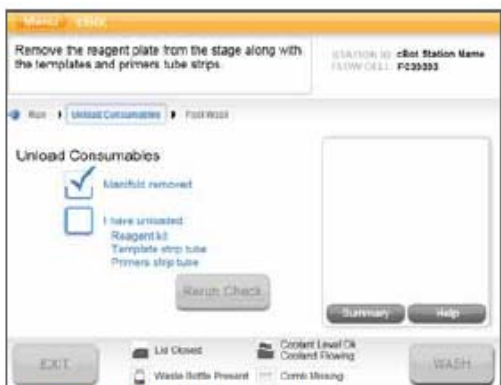 Menu cBot
Remove the reagent plate from the stage along with
the templates and primers tube strips.
STATION ID: cBot Station Name
FLOW CELL:
Run
Unload Consumables
Post Wash
Unload Consumables
Manifold removed
I have unloaded:
Reagent kit
Template strip tube
Primers strip tube
Rerun Check
Summary
Help
EXIT
Lid Closed
Waste Bottle Present
Coolant Level Ok
Coolant Flowing
Comb Missing
WASH